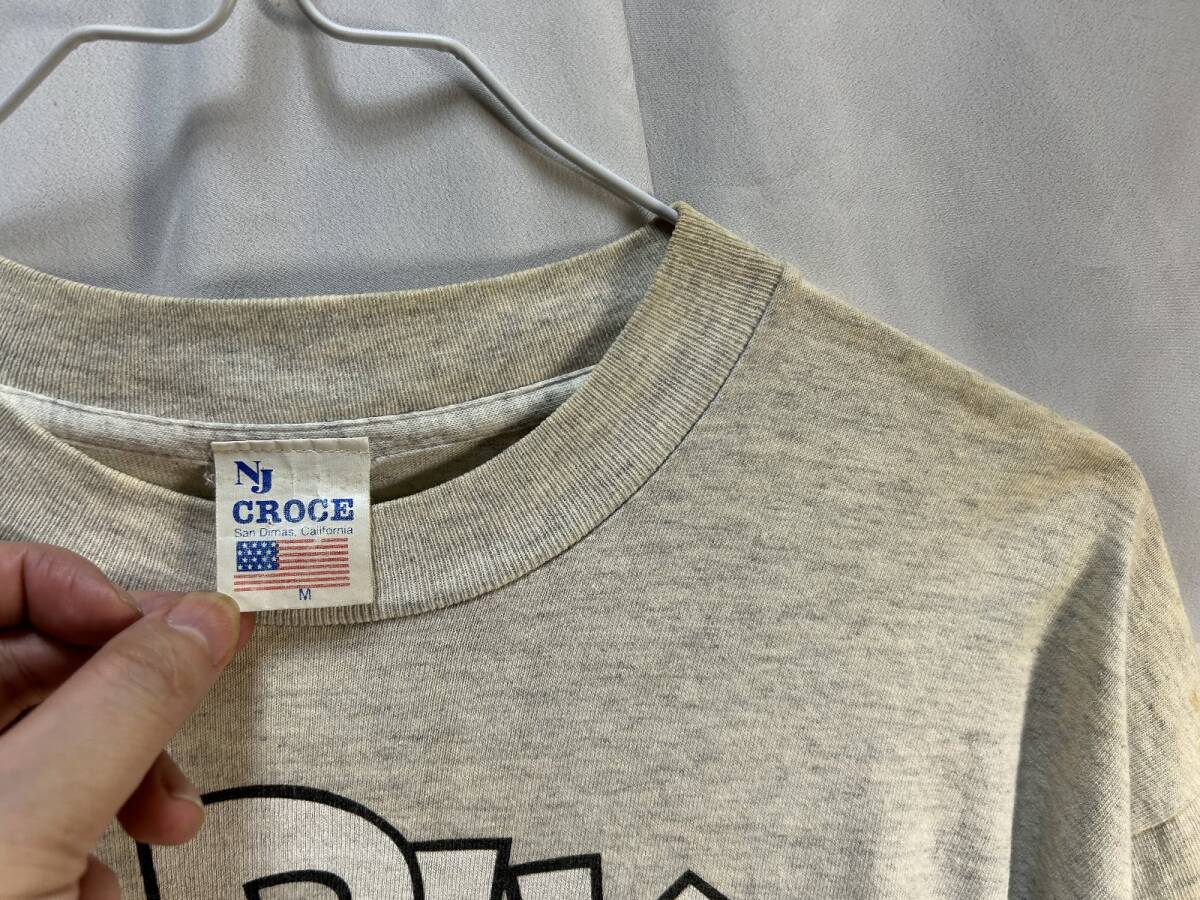 NJ
CROCE
San Dimas, California
M